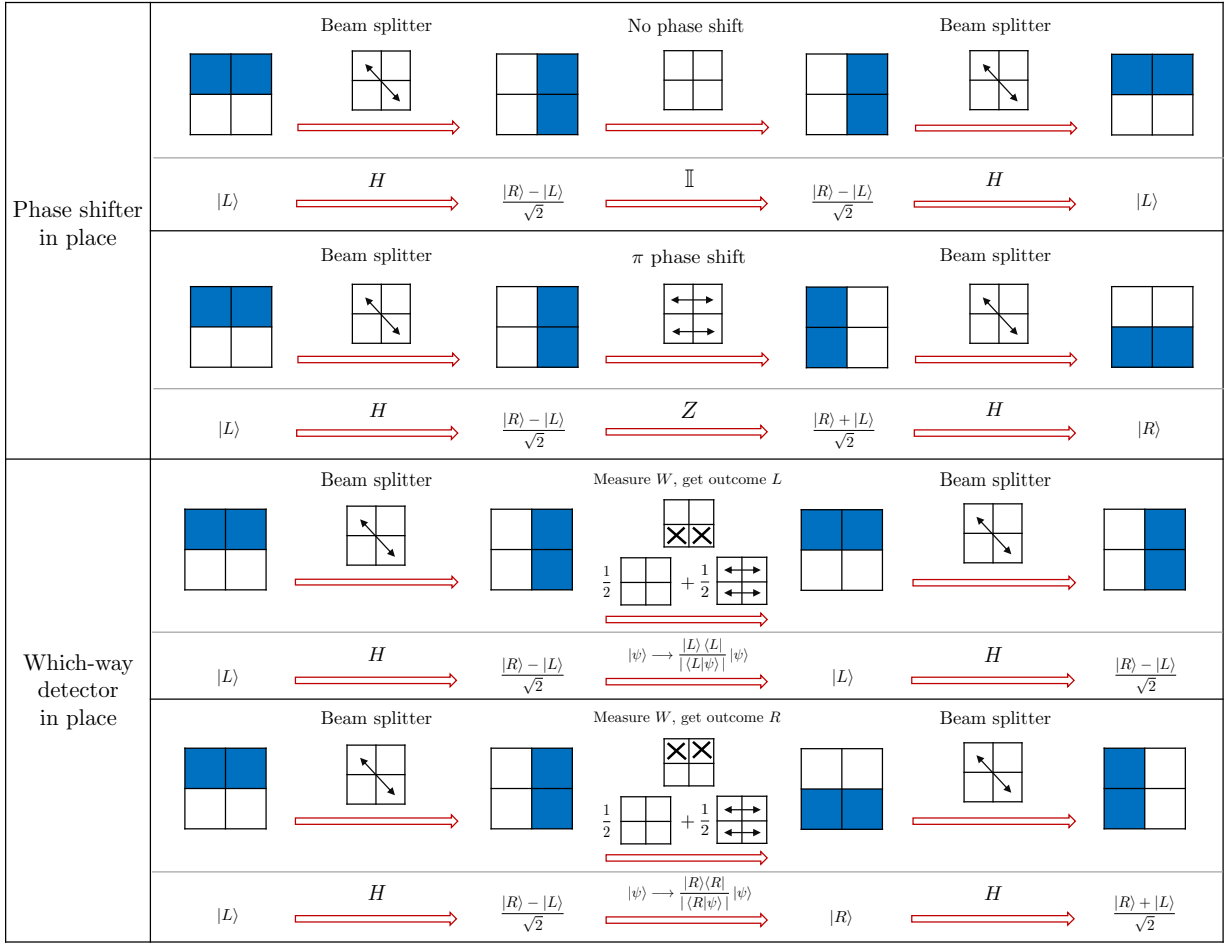 Phase shifter
in place
Beam splitter
No phase shift
Beam splitter
|L⟩
H
|R⟩ − |L⟩
√2
𝕀
|R⟩ − |L⟩
√2
H
|L⟩
Beam splitter
π phase shift
Beam splitter
|L⟩
H
|R⟩ − |L⟩
√2
Z
|R⟩ + |L⟩
√2
H
|R⟩
Which-way
detector
in place
Beam splitter
Measure W, get outcome L
Beam splitter
1/2 + 1/2
|L⟩
H
|R⟩ − |L⟩
√2
|ψ⟩ ⟶ |L⟩ ⟨L| / | ⟨L|ψ⟩ | |ψ⟩
|L⟩
H
|R⟩ − |L⟩
√2
Beam splitter
Measure W, get outcome R
Beam splitter
1/2 + 1/2
|L⟩
H
|R⟩ − |L⟩
√2
|ψ⟩ ⟶ |R⟩⟨R| / | ⟨R|ψ⟩ | |ψ⟩
|R⟩
H
|R⟩ + |L⟩
√2